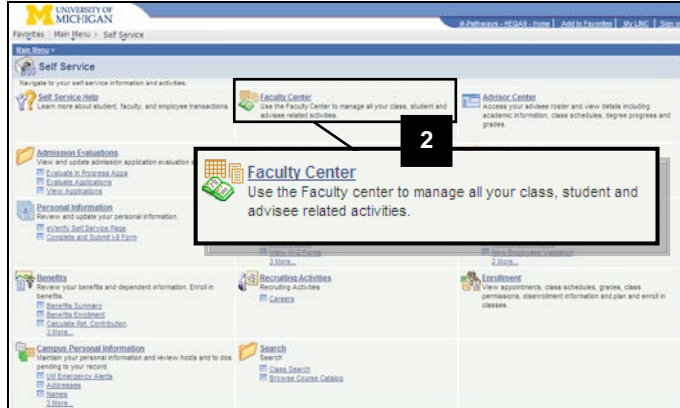 UNIVERSITY OF
MICHIGAN
M-Pathways - HEQA8 - Home | Add to Favorites | My LINC | Sign o
Favorites | Main Menu > Self Service
Main Menu >
Self Service
Navigate to your self service information and activities.
Self Service Help
Learn more about student, faculty, and employee transactions.
Faculty Center
Use the Faculty Center to manage all your class, student and
advisee related activities.
Advisor Center
Access your advisee roster and view details including
academic information, class schedules, degree progress and
grades.
2
Faculty Center
Use the Faculty center to manage all your class, student and
advisee related activities.
Admission Evaluations
View and update admission application evaluation
Evaluate In Progress Apps
Evaluate Applications
View Applications
Personal Information
Review and update your personal information.
eVerify Self Service Page
Complete and Submit I-9 Form
View W-2 Forms
3 More...
New Employees Validation
2 More...
Benefits
Review your benefits and dependent information. Enroll in
benefits.
Benefits Summary
Benefits Enrollment
Calculate Ret. Contribution
3 More...
Recruiting Activities
Recruiting Activities
Careers
Enrollment
View appointments, class schedules, grades, class
permissions, disenrollment information and plan and enroll in
classes.
Campus Personal Information
Maintain your personal information and review holds and to dos
pending to your record.
UM Emergency Alerts
Addresses
Names
3 More...
Search
Search
Class Search
Browse Course Catalog